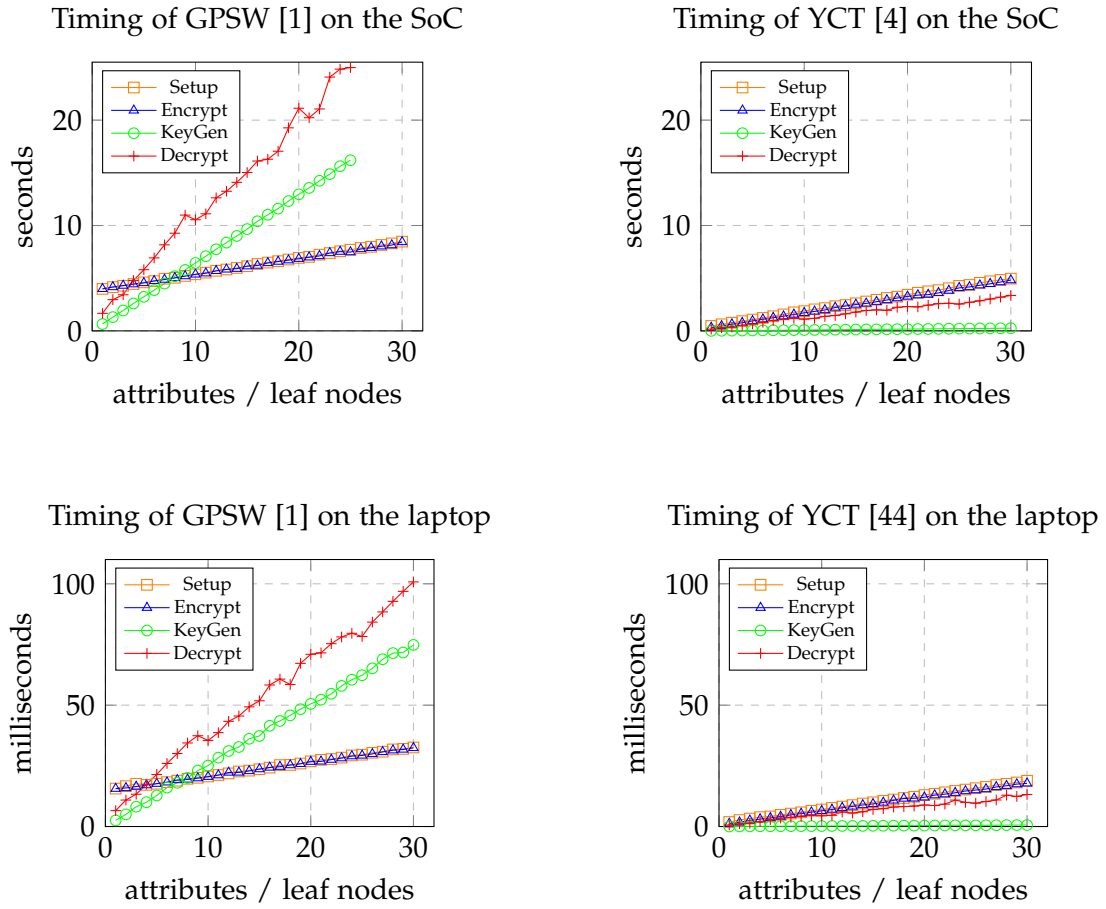 Timing of GPSW [1] on the SoC
Setup
Encrypt
KeyGen
Decrypt
20
10
0
0
10
20
30
seconds
attributes / leaf nodes
Timing of YCT [4] on the SoC
Setup
Encrypt
KeyGen
Decrypt
20
10
0
0
10
20
30
seconds
attributes / leaf nodes
Timing of GPSW [1] on the laptop
Setup
Encrypt
KeyGen
Decrypt
100
50
0
0
10
20
30
milliseconds
attributes / leaf nodes
Timing of YCT [44] on the laptop
Setup
Encrypt
KeyGen
Decrypt
100
50
0
0
10
20
30
milliseconds
attributes / leaf nodes